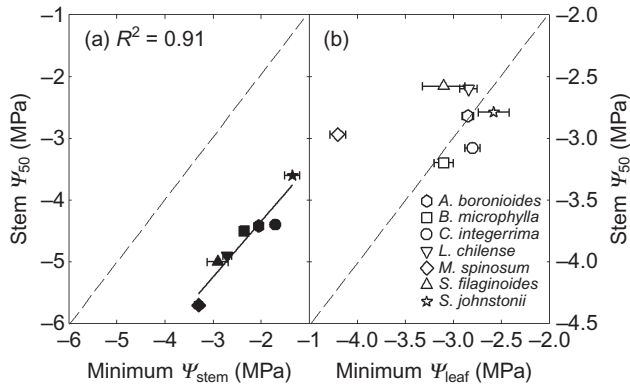 (a) R² = 0.91
(b)
Stem Ψ50 (MPa)
−1
−2
−3
−4
−5
−6
−6 −5 −4 −3 −2 −1
Minimum Ψstem (MPa)
A. boronioides
B. microphylla
C. integerrima
L. chilense
M. spinosum
S. filaginoides
S. johnstonii
−4.5 −4.0 −3.5 −3.0 −2.5 −2.0
Minimum Ψleaf (MPa)
−2.0
−2.5
−3.0
−3.5
−4.0
−4.5
Stem Ψ50 (MPa)